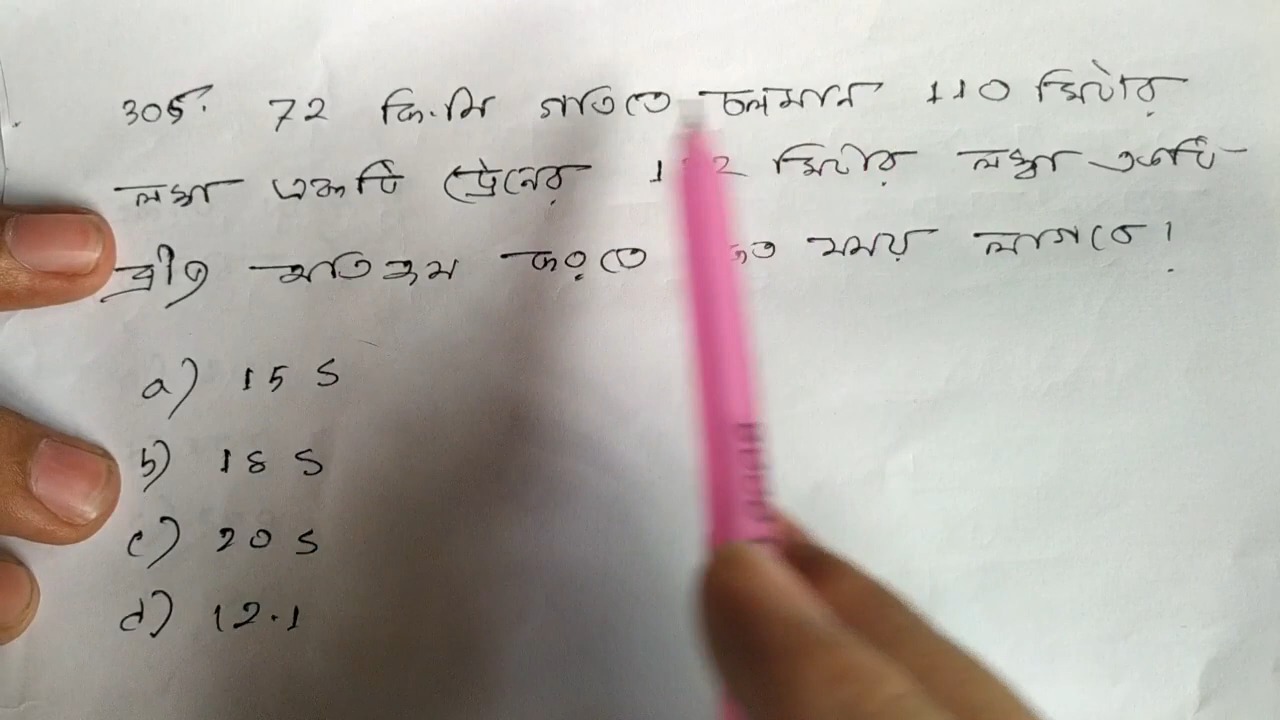 305. 72 কি.মি গতিতে চলমান 110 মিটার
লম্বা একটি ট্রেনের মিটার লম্বা একটি
ব্রীজ অতিক্রম করতে সময় লাগবে।
a) 15 S
b) 18 S
c) 20 S
d) 12.1